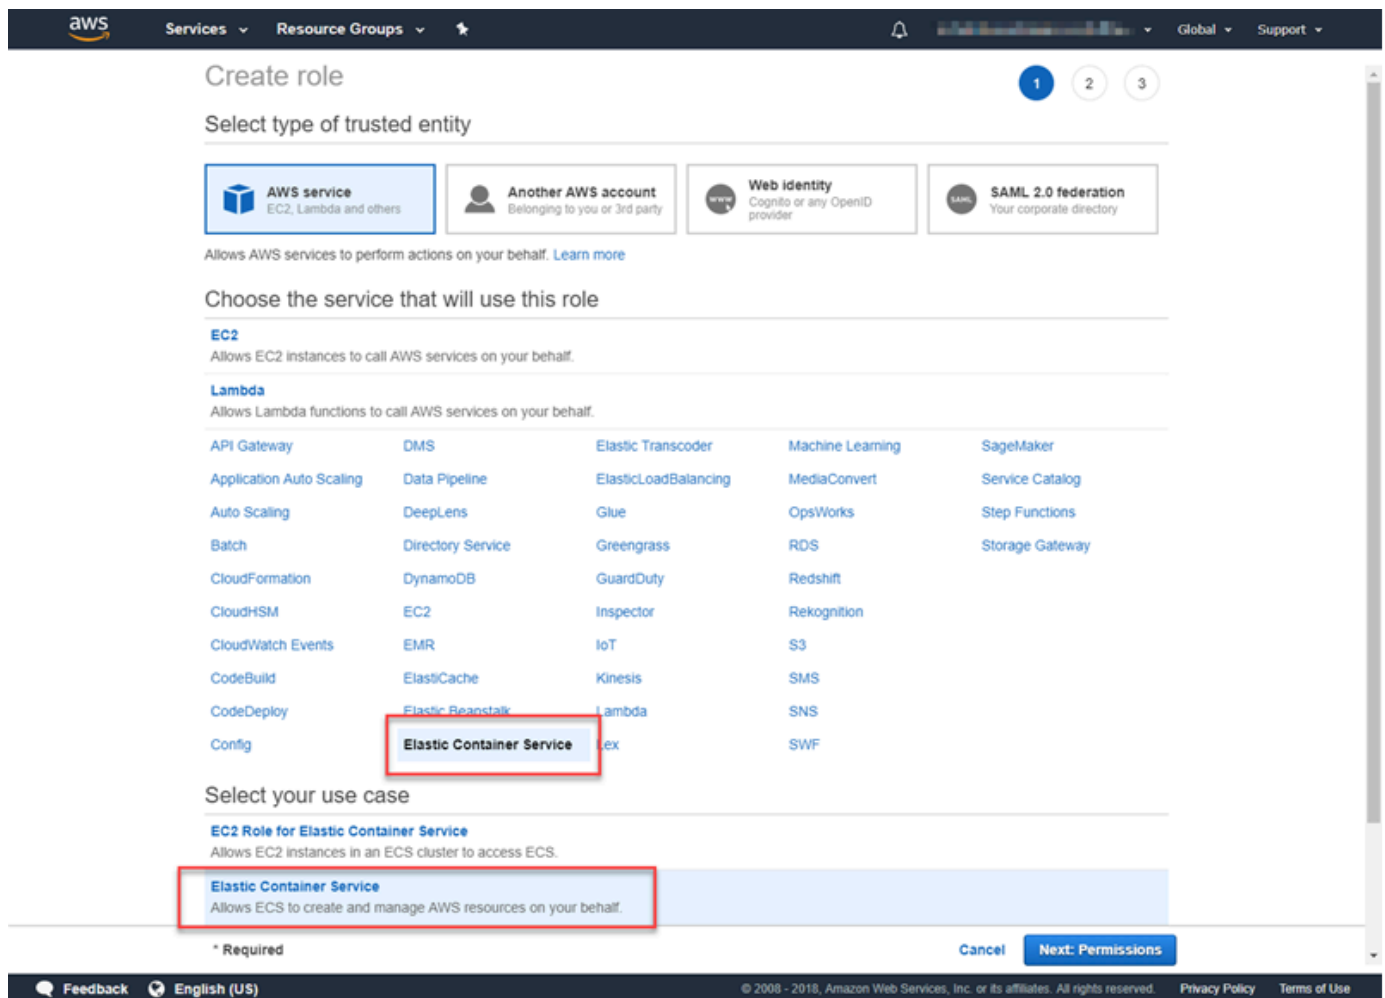 aws Services Resource Groups Global Support
Create role 1 2 3
Select type of trusted entity
AWS service
EC2, Lambda and others
Another AWS account
Belonging to you or 3rd party
www
Web identity
Cognito or any OpenID
provider
SAML
SAML 2.0 federation
Your corporate directory
Allows AWS services to perform actions on your behalf. Learn more
Choose the service that will use this role
EC2
Allows EC2 instances to call AWS services on your behalf.
Lambda
Allows Lambda functions to call AWS services on your behalf.
API Gateway DMS Elastic Transcoder Machine Learning SageMaker
Application Auto Scaling Data Pipeline ElasticLoadBalancing MediaConvert Service Catalog
Auto Scaling DeepLens Glue OpsWorks Step Functions
Batch Directory Service Greengrass RDS Storage Gateway
CloudFormation DynamoDB GuardDuty Redshift
CloudHSM EC2 Inspector Rekognition
CloudWatch Events EMR IoT S3
CodeBuild ElastiCache Kinesis SMS
CodeDeploy Elastic Beanstalk Lambda SNS
Config Elastic Container Service Lex SWF
Select your use case
EC2 Role for Elastic Container Service
Allows EC2 instances in an ECS cluster to access ECS.
Elastic Container Service
Allows ECS to create and manage AWS resources on your behalf.
* Required Cancel Next: Permissions
Feedback English (US) © 2008 - 2018, Amazon Web Services, Inc. or its affiliates. All rights reserved. Privacy Policy Terms of Use